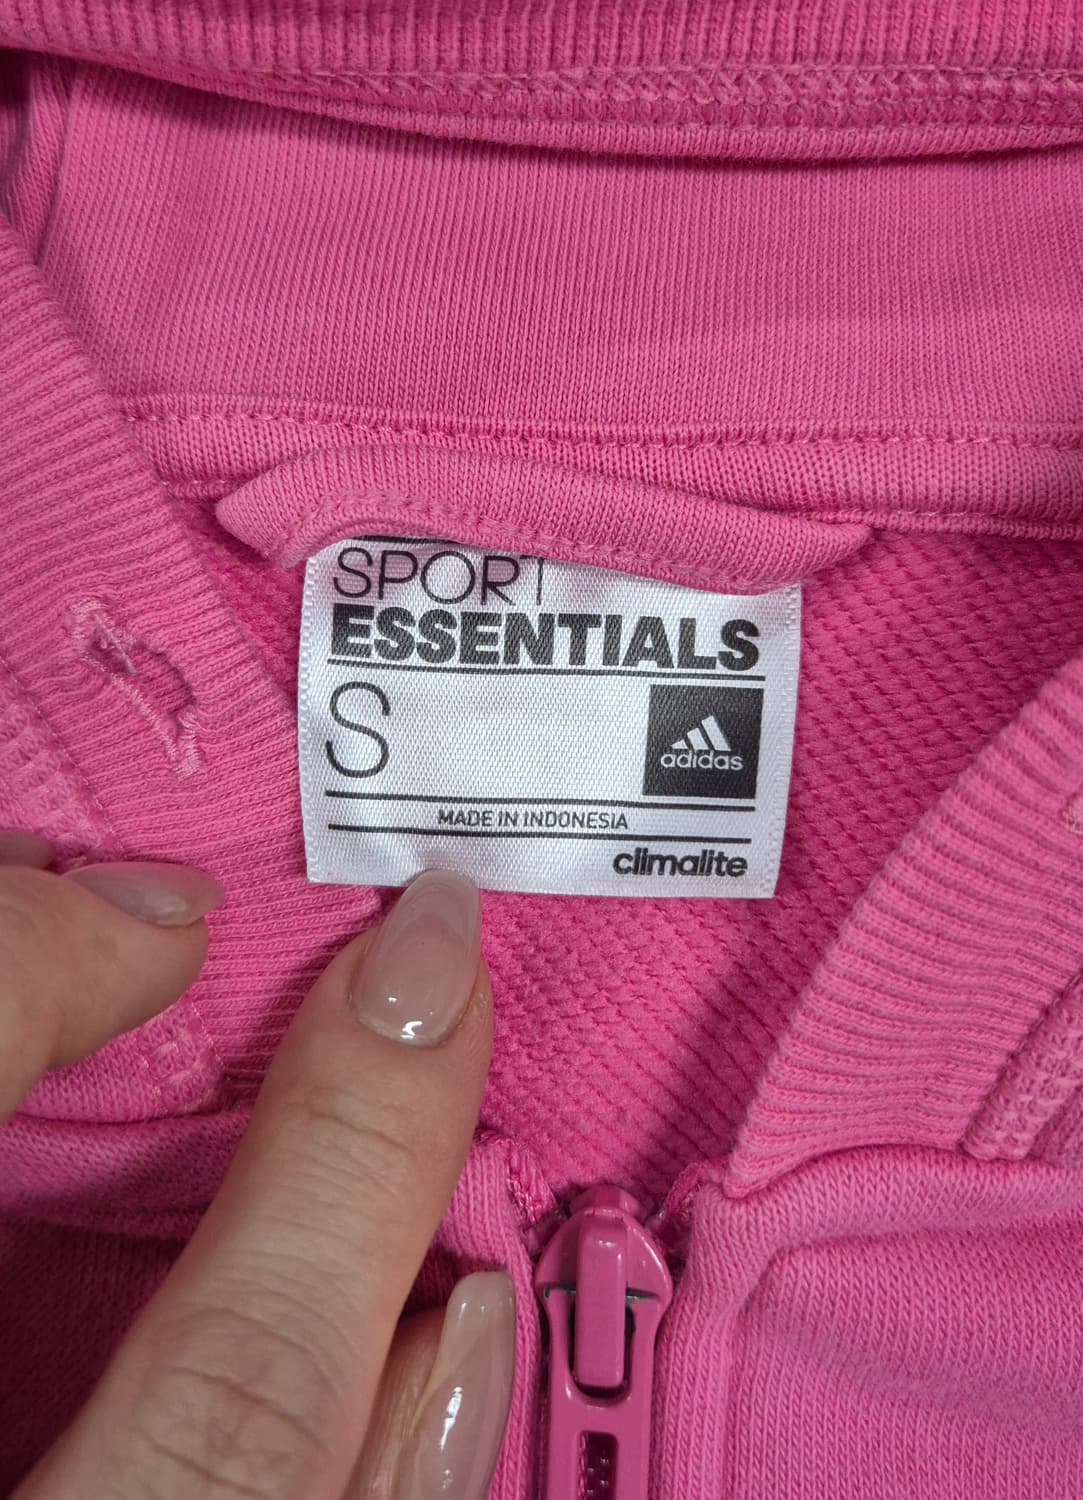 SPORT
ESSENTIALS
S
adidas
MADE IN INDONESIA
climalite